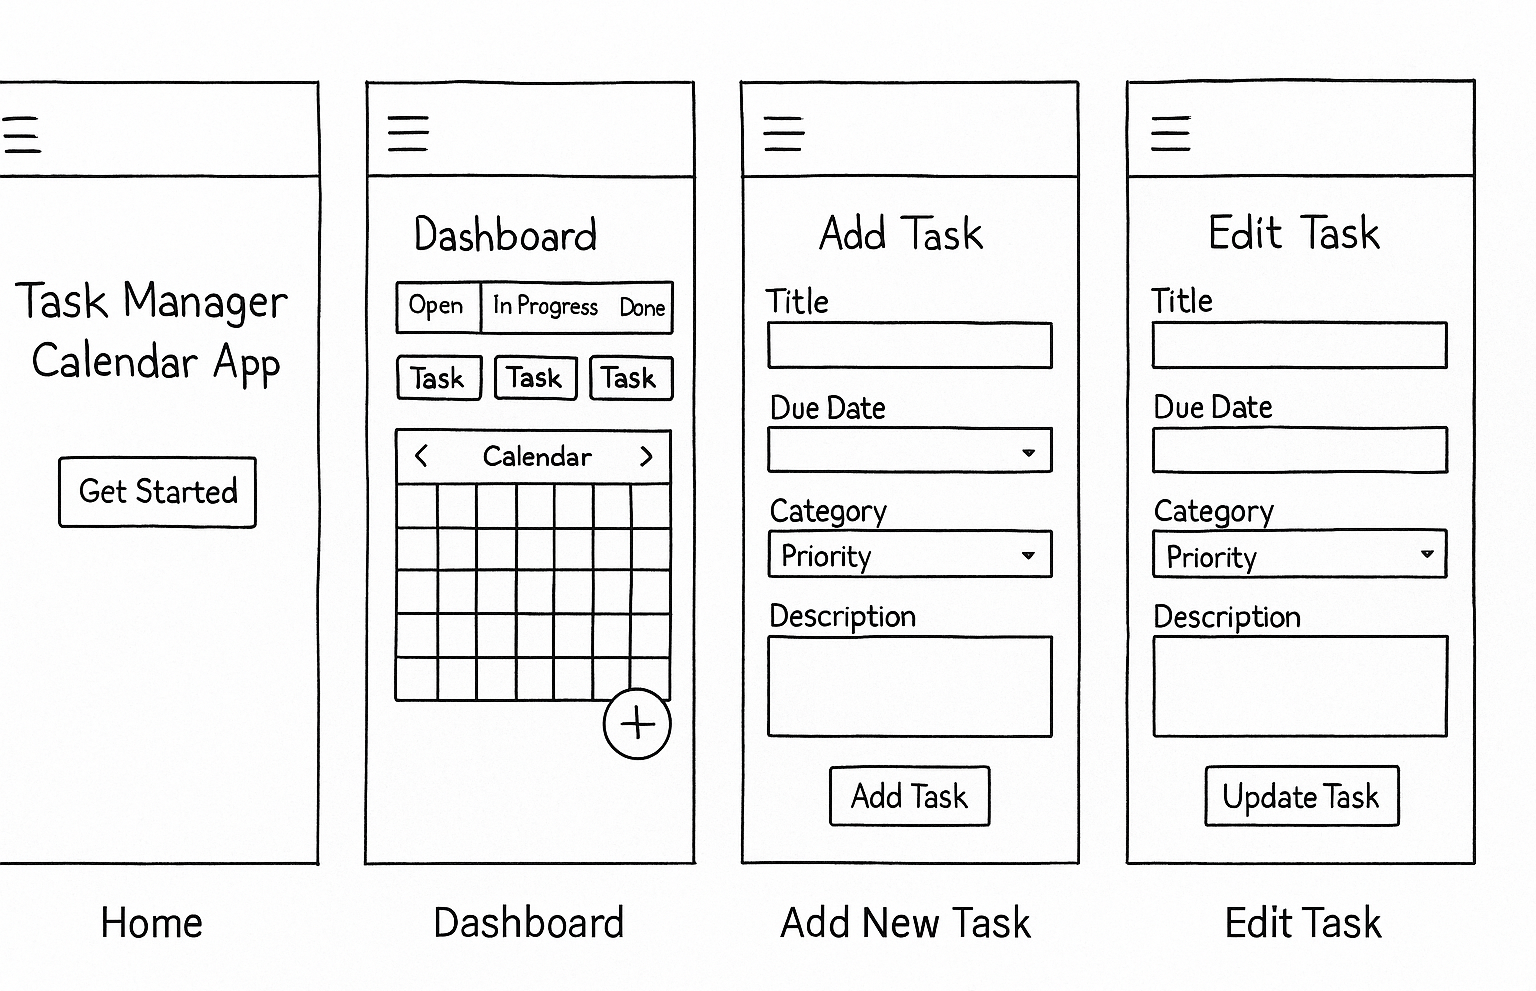 Task Manager
Calendar App
Get Started
Home
Dashboard
Open In Progress Done
Task Task Task
< Calendar >
+
Dashboard
Add Task
Title
Due Date
Category
Priority
Description
Add Task
Add New Task
Edit Task
Title
Due Date
Category
Priority
Description
Update Task
Edit Task